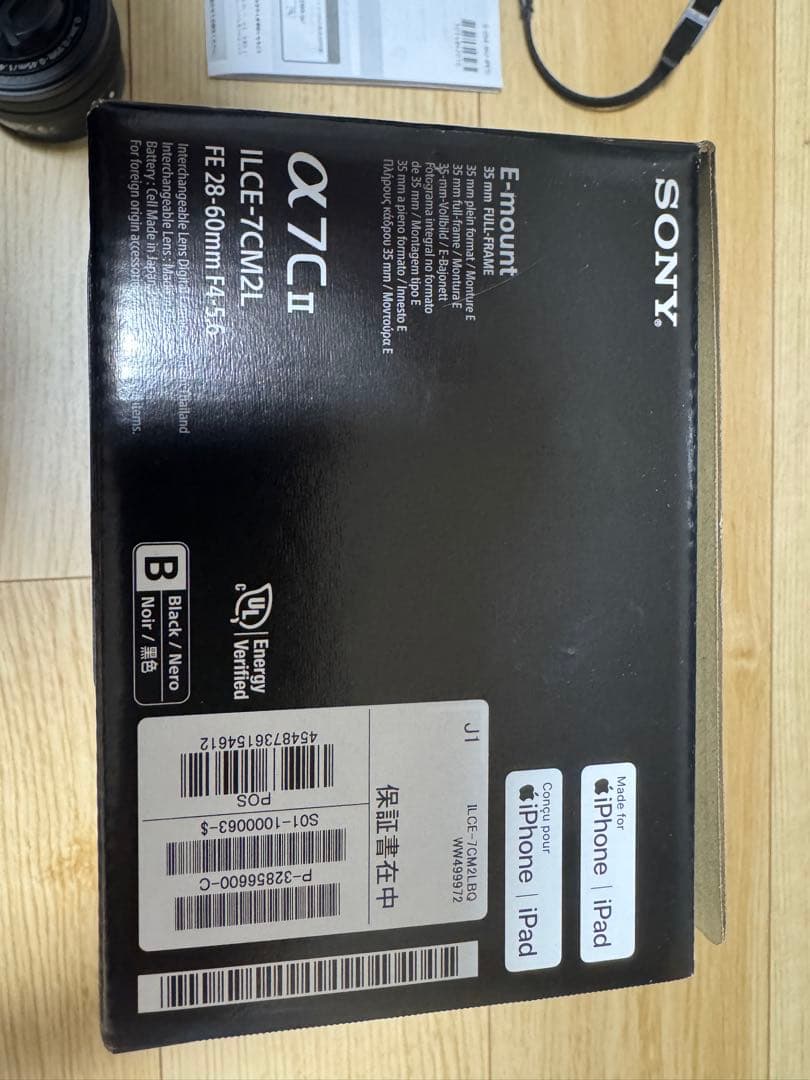 SONY®
E-mount
35 mm FULL-FRAME
35 mm plein format / Monture E
35 mm full-frame / Montura E
35-mm-Vollbild / E-Bajonett
Fotograma integral no formato
de 35 mm / Montagem tipo E
35 mm a pieno formato / Innesto E
Πλήρους κάδρου 35 mm / Μοντούρα E
α7CII
ILCE-7CM2L
FE 28-60mm F4-5.6
Interchangeable Lens
Interchangeable Lens :
Thailand
Battery : Cell Made in Japan
For foreign origin
items.
c UL Energy
Verified
B Black / Nero
Noir / 黒色
Made for
iPhone | iPad
Conçu pour
iPhone | iPad
J1
ILCE-7CM2LBQ
WW499972
保証書在中
POS
4548736154612
S01-1000063-$
P-32856600-C